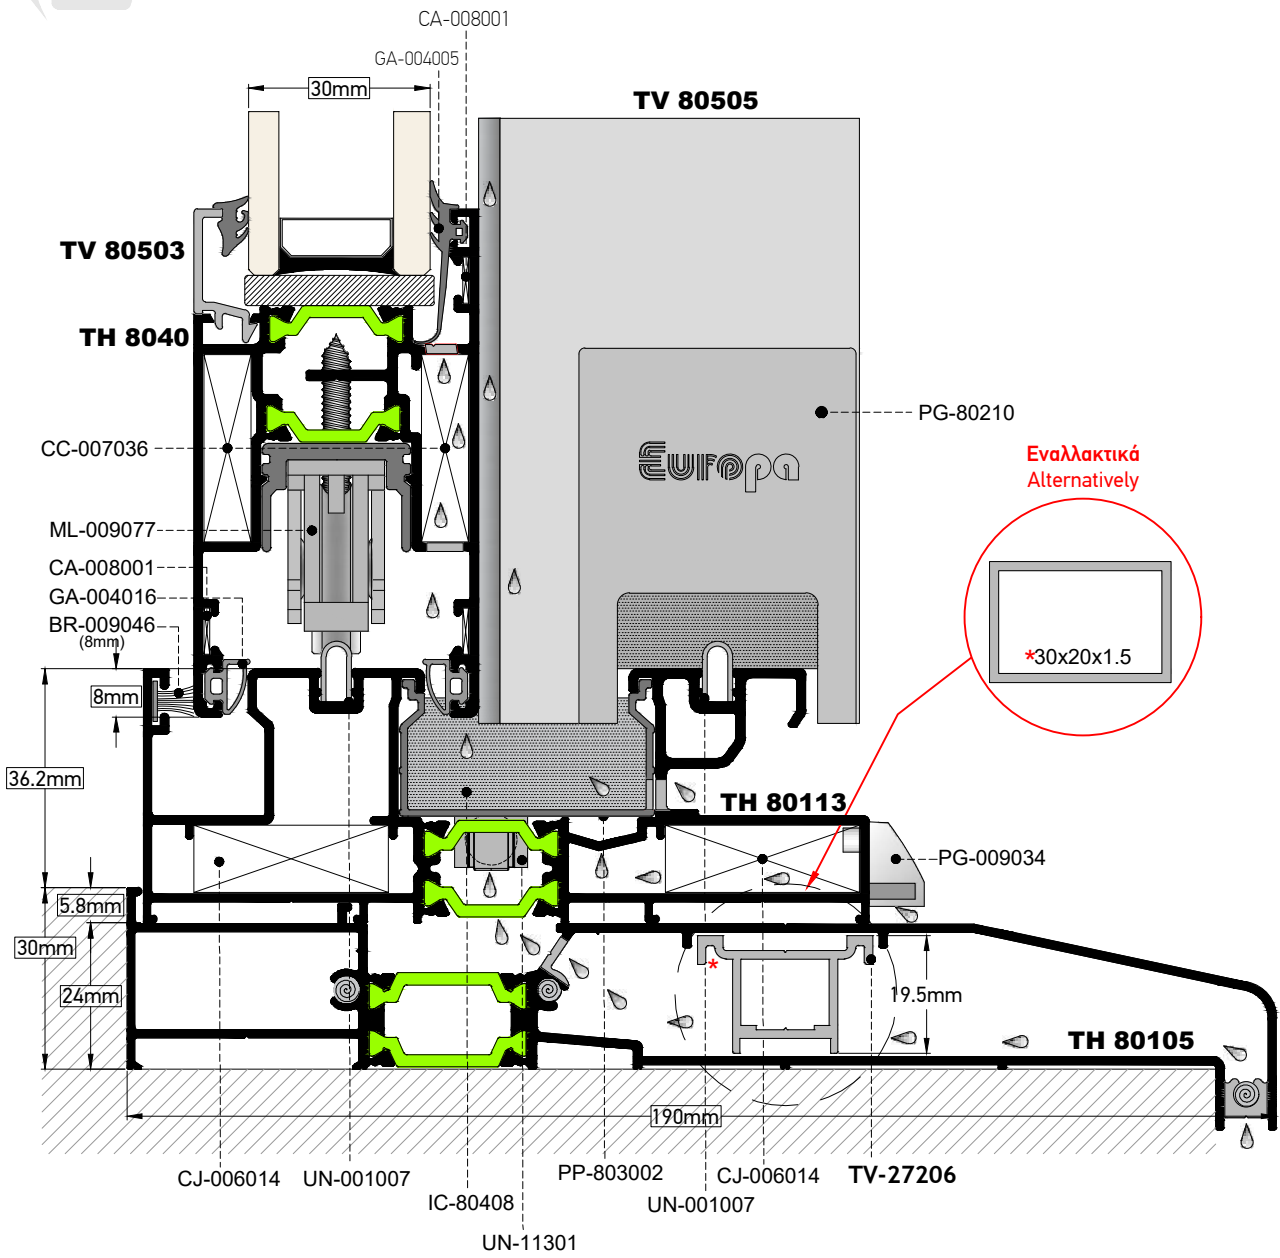 CA-008001
GA-004005
30mm
TV 80505
TV 80503
TH 8040
PG-80210
CC-007036
Europa
Εναλλακτικά
Alternatively
ML-009077
CA-008001
GA-004016
BR-009046
(8mm)
*30x20x1.5
8mm
36.2mm
TH 80113
PG-009034
5.8mm
30mm
24mm
*
19.5mm
TH 80105
190mm
CJ-006014
UN-001007
IC-80408
UN-11301
PP-803002
UN-001007
CJ-006014
TV-27206